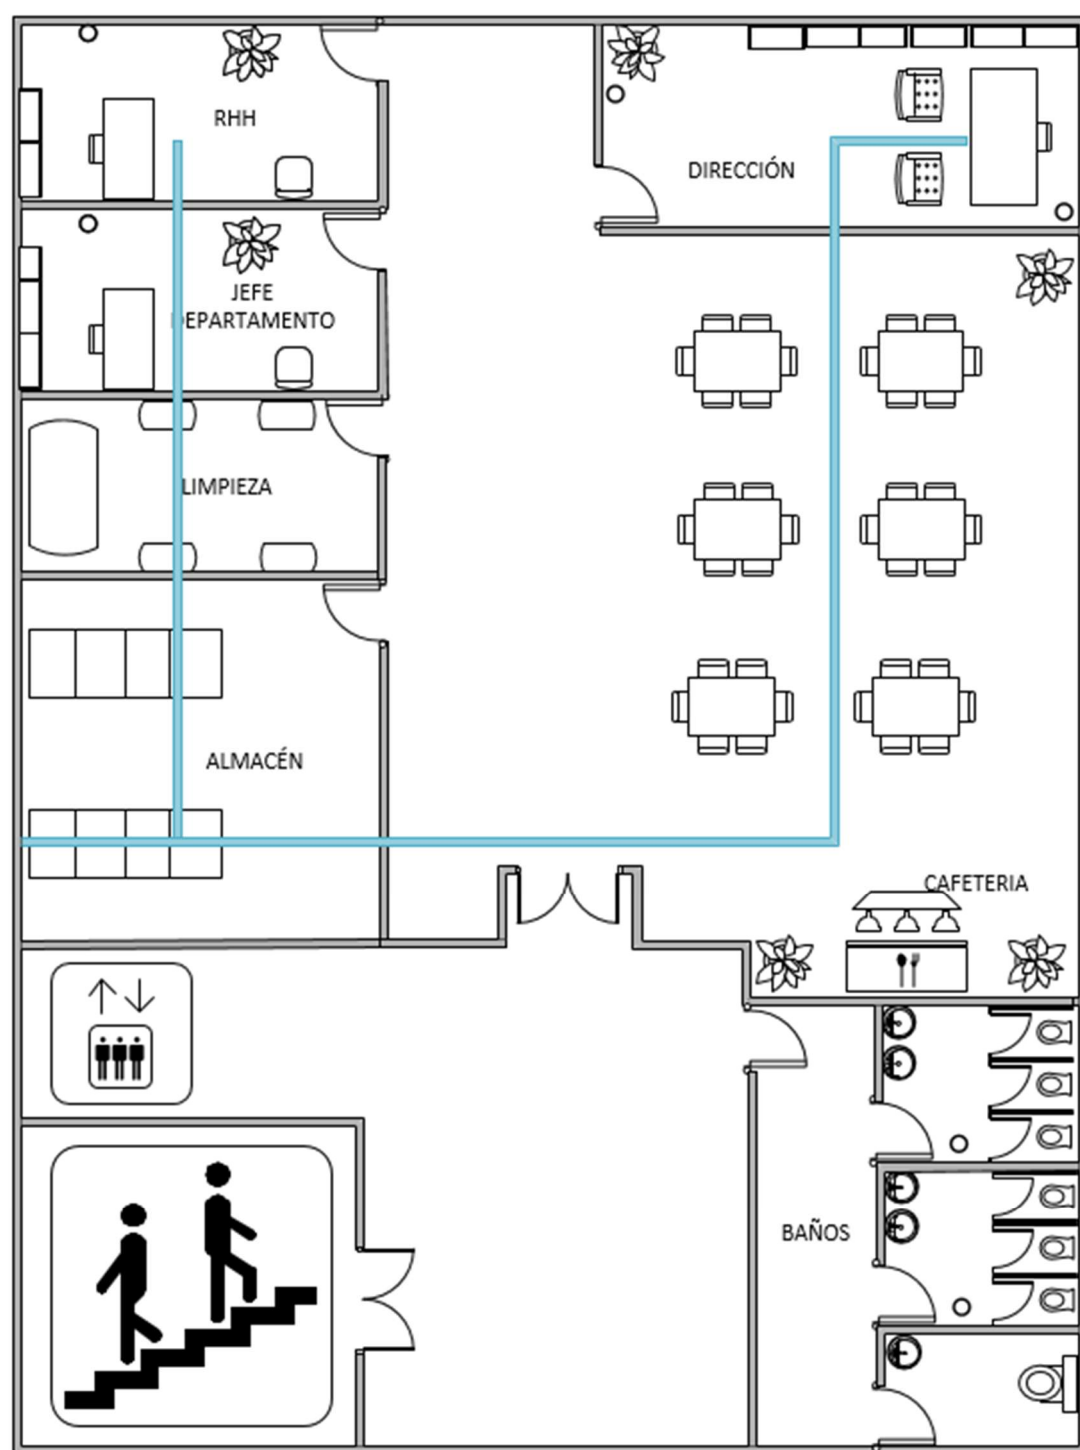 RHH
DIRECCIÓN
JEFE
DEPARTAMENTO
LIMPIEZA
ALMACÉN
CAFETERIA
BAÑOS